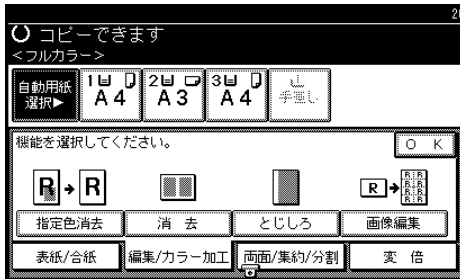 2
コピーできます
<フルカラー>
自動用紙
選択▶
1 A4
2 A3
3 A4
手差し
機能を選択してください。
OK
R → R
R → R R R R R R
指定色消去
消去
とじしろ
画像編集
表紙/合紙
編集/カラー加工
両面/集約/分割
変倍